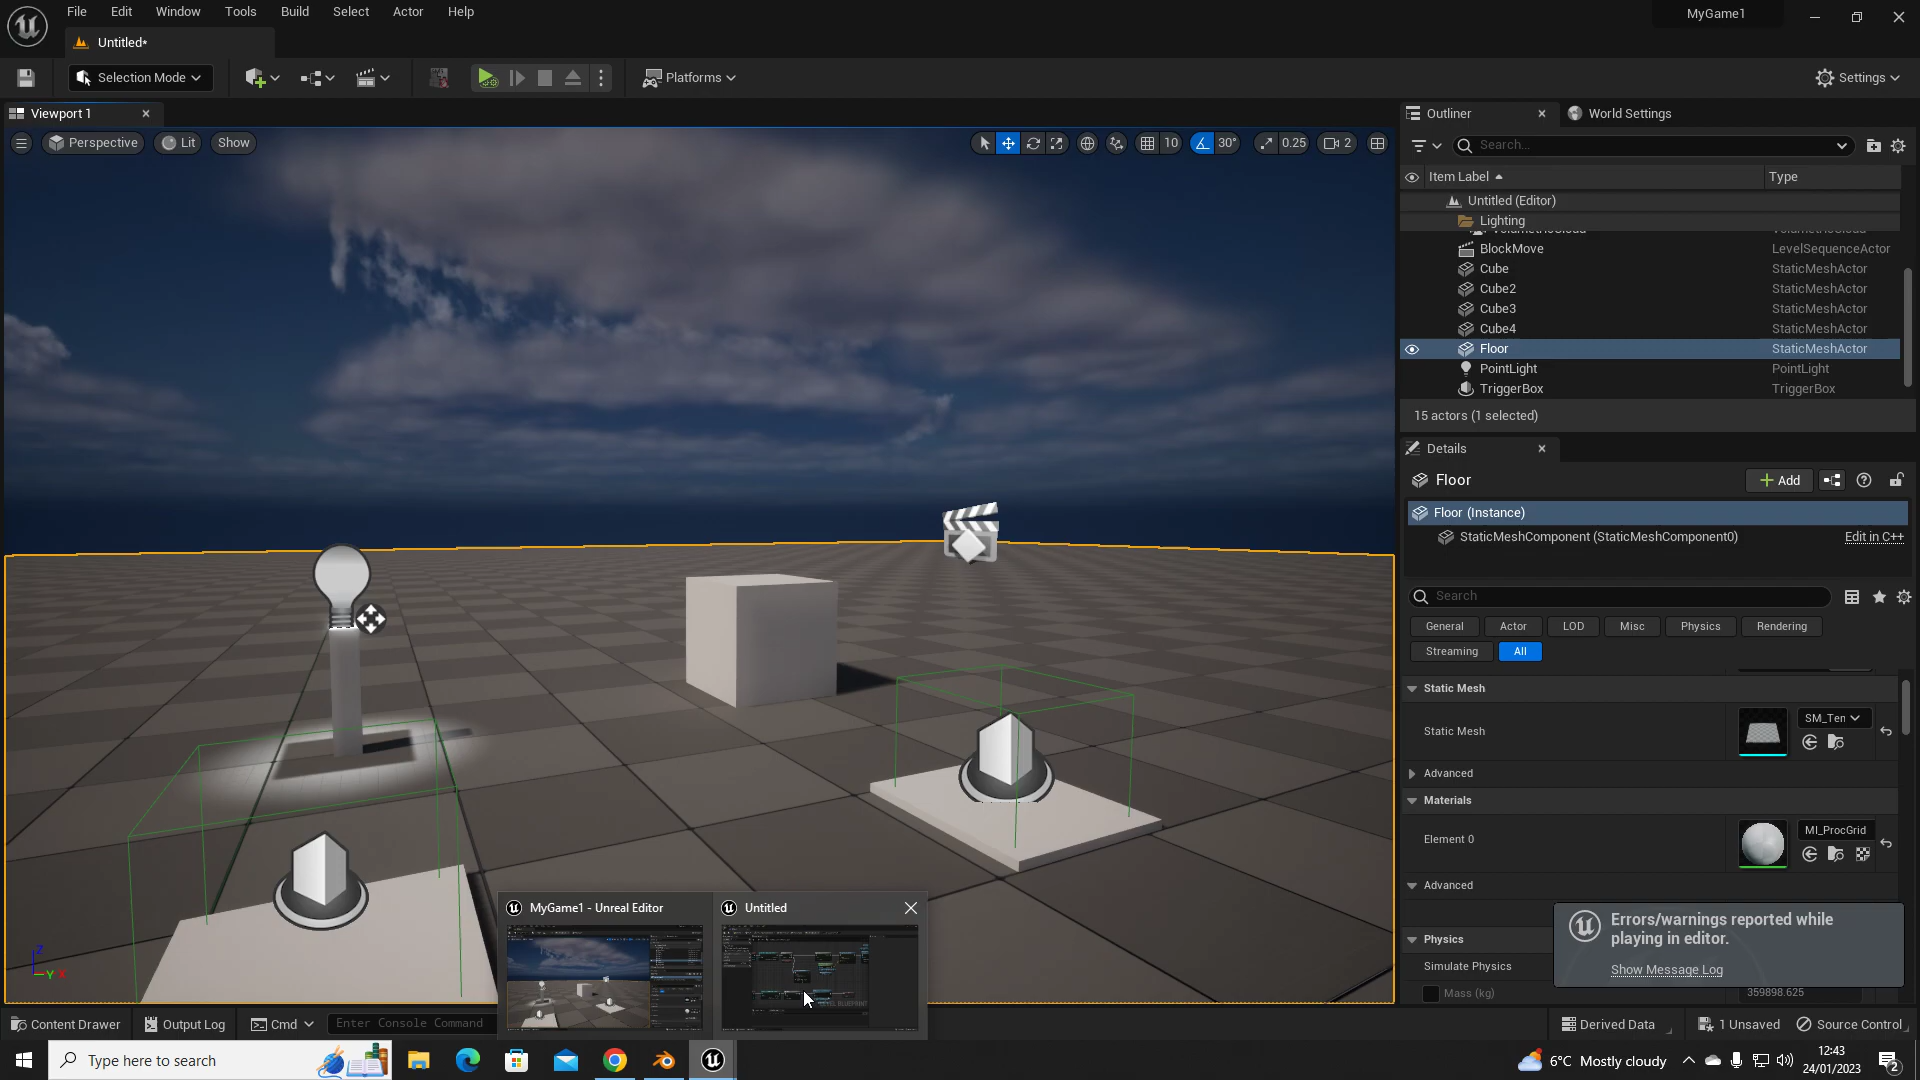 File Edit Window Tools Build Select Actor Help
MyGame1
Untitled*
Selection Mode
Platforms
Settings
Viewport 1
Outliner
World Settings
Perspective
Lit
Show
10
30°
0.25
2
Search...
Item Label
Type
Untitled (Editor)
Lighting
BlockMove LevelSequenceActor
Cube StaticMeshActor
Cube2 StaticMeshActor
Cube3 StaticMeshActor
Cube4 StaticMeshActor
Floor StaticMeshActor
PointLight PointLight
TriggerBox TriggerBox
15 actors (1 selected)
Details
Floor
Add
Floor (Instance)
StaticMeshComponent (StaticMeshComponent0) Edit in C++
Search
General Actor LOD Misc Physics Rendering
Streaming All
Static Mesh
Static Mesh SM_Ten
Advanced
Materials
Element 0 MI_ProcGrid
Advanced
Physics
Simulate Physics
Mass (kg) 359898.625
Errors/warnings reported while
playing in editor.
Show Message Log
MyGame1 - Unreal Editor
Untitled
Z
Y X
Content Drawer
Output Log
Cmd
Enter Console Command
Derived Data
1 Unsaved
Source Control
Type here to search
6°C Mostly cloudy
12:43
24/01/2023
2